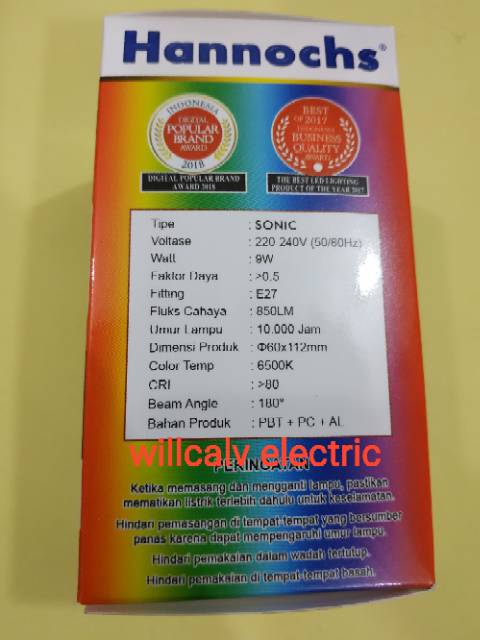 Hannochs®
INDONESIA
DIGITAL
POPULAR
BRAND
AWARD
2018
DIGITAL POPULAR BRAND
AWARD 2018
BEST
OF 2017
INDONESIA
BUSINESS
QUALITY
AWARD
THE BEST LED LIGHTING
PRODUCT OF THE YEAR 2017
Tipe : SONIC
Voltase : 220 240V (50/60Hz)
Watt : 9W
Faktor Daya : >0.5
Fitting : E27
Fluks Cahaya : 850LM
Umur Lampu : 10.000 Jam
Dimensi Produk : Φ60x112mm
Color Temp : 6500K
CRI : >80
Beam Angle : 180°
Bahan Produk : PBT + PC + AL
willcalv electric
PERINGATAN
Ketika memasang dan mengganti lampu, pastikan
mematikan listrik terlebih dahulu untuk keselamatan.
Hindari pemasangan di tempat-tempat yang bersumber
panas karena dapat mempengaruhi umur lampu.
Hindari pemakaian dalam wadah tertutup.
Hindari pemakaian di tempat-tempat basah.